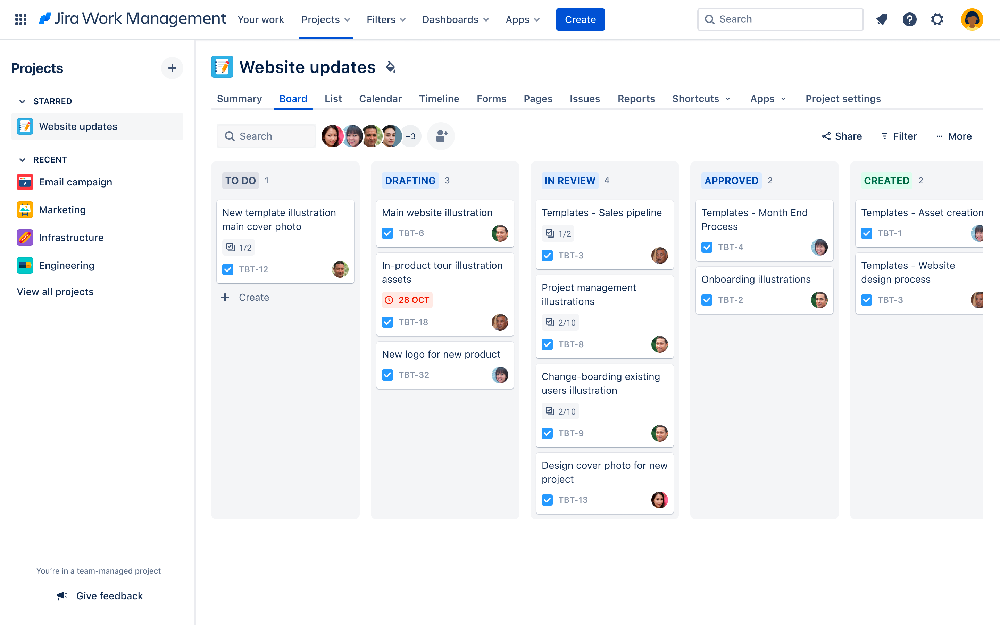 Jira Work Management
Your work
Projects
Filters
Dashboards
Apps
Create
Search
Projects
STARRED
Website updates
RECENT
Email campaign
Marketing
Infrastructure
Engineering
View all projects
You're in a team-managed project
Give feedback
Website updates
Summary
Board
List
Calendar
Timeline
Forms
Pages
Issues
Reports
Shortcuts
Apps
Project settings
Search
+3
Share
Filter
More
TO DO 1
New template illustration
main cover photo
1/2
TBT-12
Create
DRAFTING 3
Main website illustration
TBT-6
In-product tour illustration
assets
28 OCT
TBT-18
New logo for new product
TBT-32
IN REVIEW 4
Templates - Sales pipeline
1/2
TBT-3
Project management
illustrations
2/10
TBT-8
Change-boarding existing
users illustration
2/10
TBT-9
Design cover photo for new
project
TBT-13
APPROVED 2
Templates - Month End
Process
TBT-4
Onboarding illustrations
TBT-2
CREATED 2
Templates - Asset creation
TBT-1
Templates - Website
design process
TBT-3